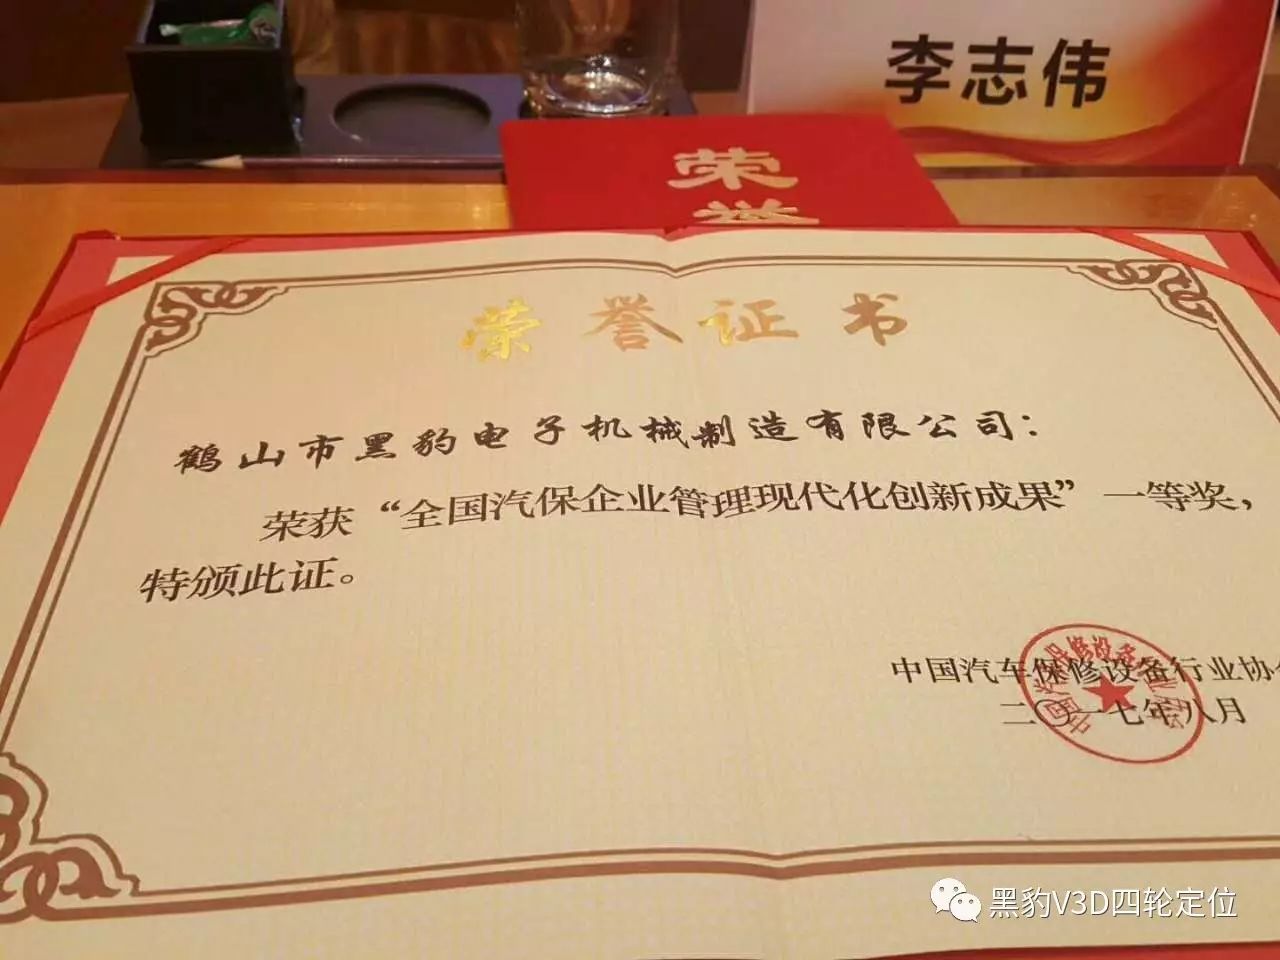 李志伟
荣
誉
荣誉证书
鹤山市黑豹电子机械制造有限公司：
荣获“全国汽保企业管理现代化创新成果”一等奖，
特颁此证。
中国汽车保修设备行业协
二〇一七年八月
黑豹V3D四轮定位